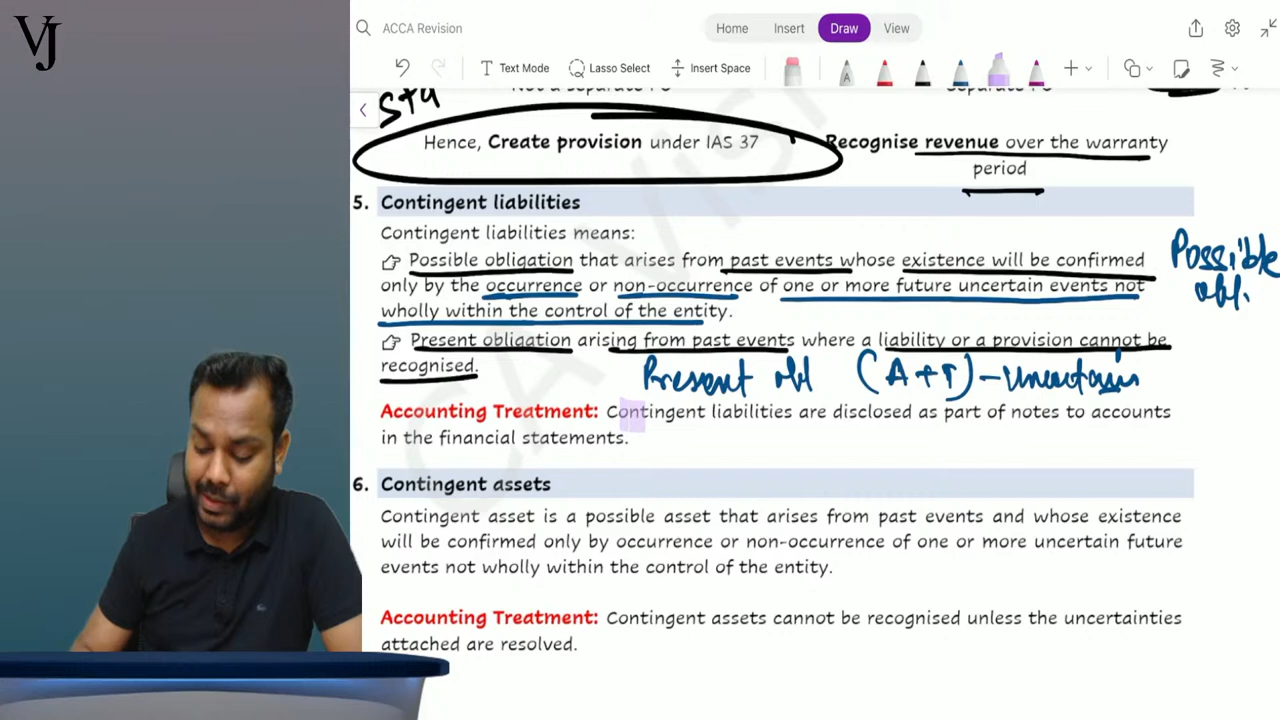 VJ
ACCA Revision
Home Insert Draw View
Text Mode Lasso Select Insert Space
Sta
Not a separate PO Separate PO
Hence, Create provision under IAS 37
Recognise revenue over the warranty
period
5. Contingent liabilities
Contingent liabilities means:
Possible obligation that arises from past events whose existence will be confirmed
only by the occurrence or non-occurrence of one or more future uncertain events not
wholly within the control of the entity.
Possible
obl.
Present obligation arising from past events where a liability or a provision cannot be
recognised.
Present obl (A+T) - Uncertain
Accounting Treatment: Contingent liabilities are disclosed as part of notes to accounts
in the financial statements.
6. Contingent assets
Contingent asset is a possible asset that arises from past events and whose existence
will be confirmed only by occurrence or non-occurrence of one or more uncertain future
events not wholly within the control of the entity.
Accounting Treatment: Contingent assets cannot be recognised unless the uncertainties
attached are resolved.